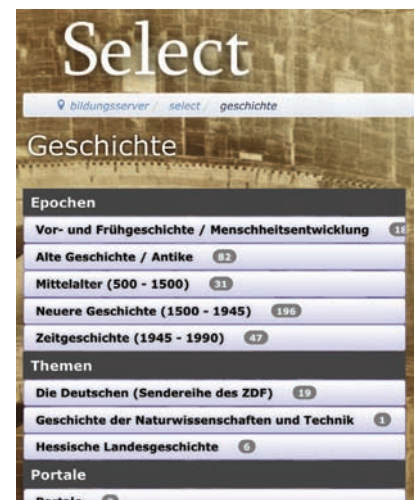 Select
bildungsserver / select / geschichte
Geschichte
Epochen
Vor- und Frühgeschichte / Menschheitsentwicklung
Alte Geschichte / Antike 82
Mittelalter (500 - 1500) 31
Neuere Geschichte (1500 - 1945) 196
Zeitgeschichte (1945 - 1990) 47
Themen
Die Deutschen (Sendereihe des ZDF) 19
Geschichte der Naturwissenschaften und Technik 1
Hessische Landesgeschichte 6
Portale
Portale